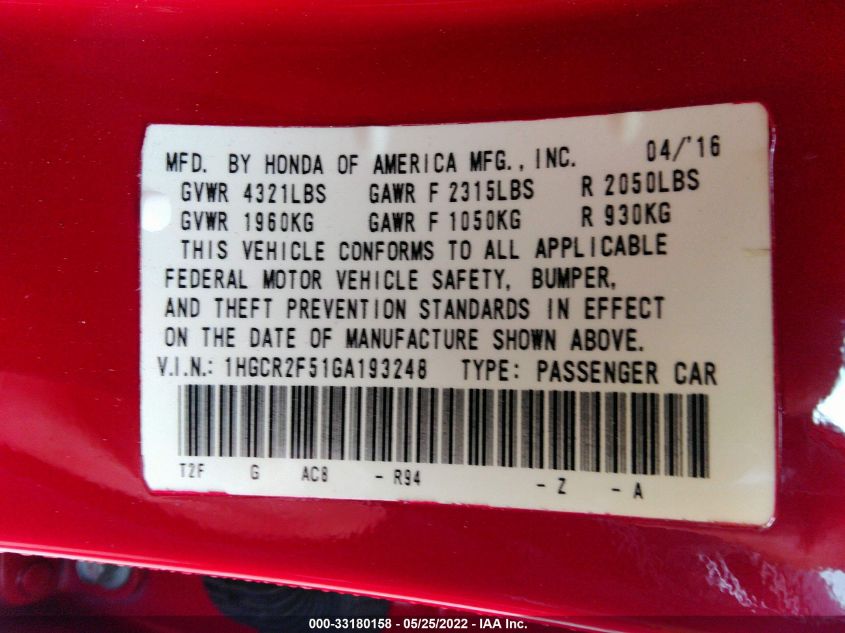 MFD. BY HONDA OF AMERICA MFG., INC. 04/'16
GVWR 4321LBS GAWR F 2315LBS R 2050LBS
GVWR 1960KG GAWR F 1050KG R 930KG
THIS VEHICLE CONFORMS TO ALL APPLICABLE
FEDERAL MOTOR VEHICLE SAFETY, BUMPER,
AND THEFT PREVENTION STANDARDS IN EFFECT
ON THE DATE OF MANUFACTURE SHOWN ABOVE.
V.I.N.: 1HGCR2F51GA193248 TYPE: PASSENGER CAR
T2F G AC8 - R94 - Z - A
000-33180158 - 05/25/2022 - IAA Inc.